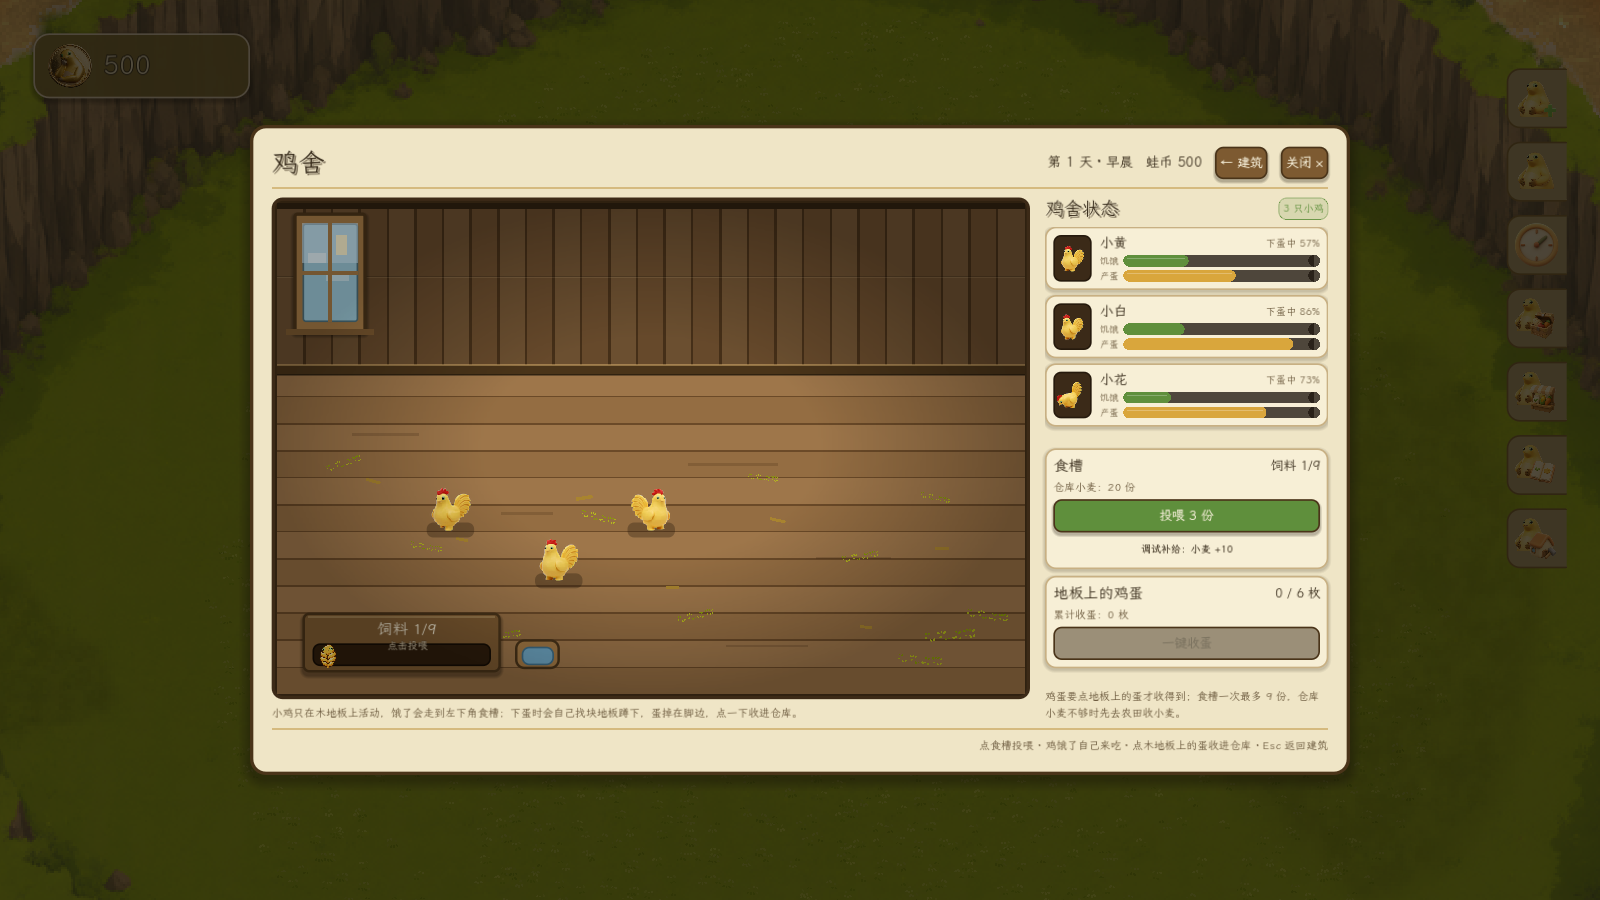 500
鸡舍
第 1 天·早晨 蛙币 500
← 建筑
关闭 ×
鸡舍状态
3 只小鸡
小黄
下蛋中 57%
饥饿
产蛋
小白
下蛋中 86%
饥饿
产蛋
小花
下蛋中 73%
饥饿
产蛋
食槽
饲料 1/9
仓库小麦：20 份
投喂 3 份
调试补给：小麦 +10
地板上的鸡蛋
0 / 6 枚
累计收蛋：0 枚
一键收蛋
饲料 1/9
点击投喂
鸡蛋要点地板上的蛋才收得到；食槽一次最多 9 份，仓库
小麦不够时先去农田收小麦。
小鸡只在木地板上活动，饿了会走到左下角食槽；下蛋时会自己找块地板蹲下，蛋掉在脚边，点一下收进仓库。
点食槽投喂·鸡饿了自己来吃·点木地板上的蛋收进仓库·Esc 返回建筑